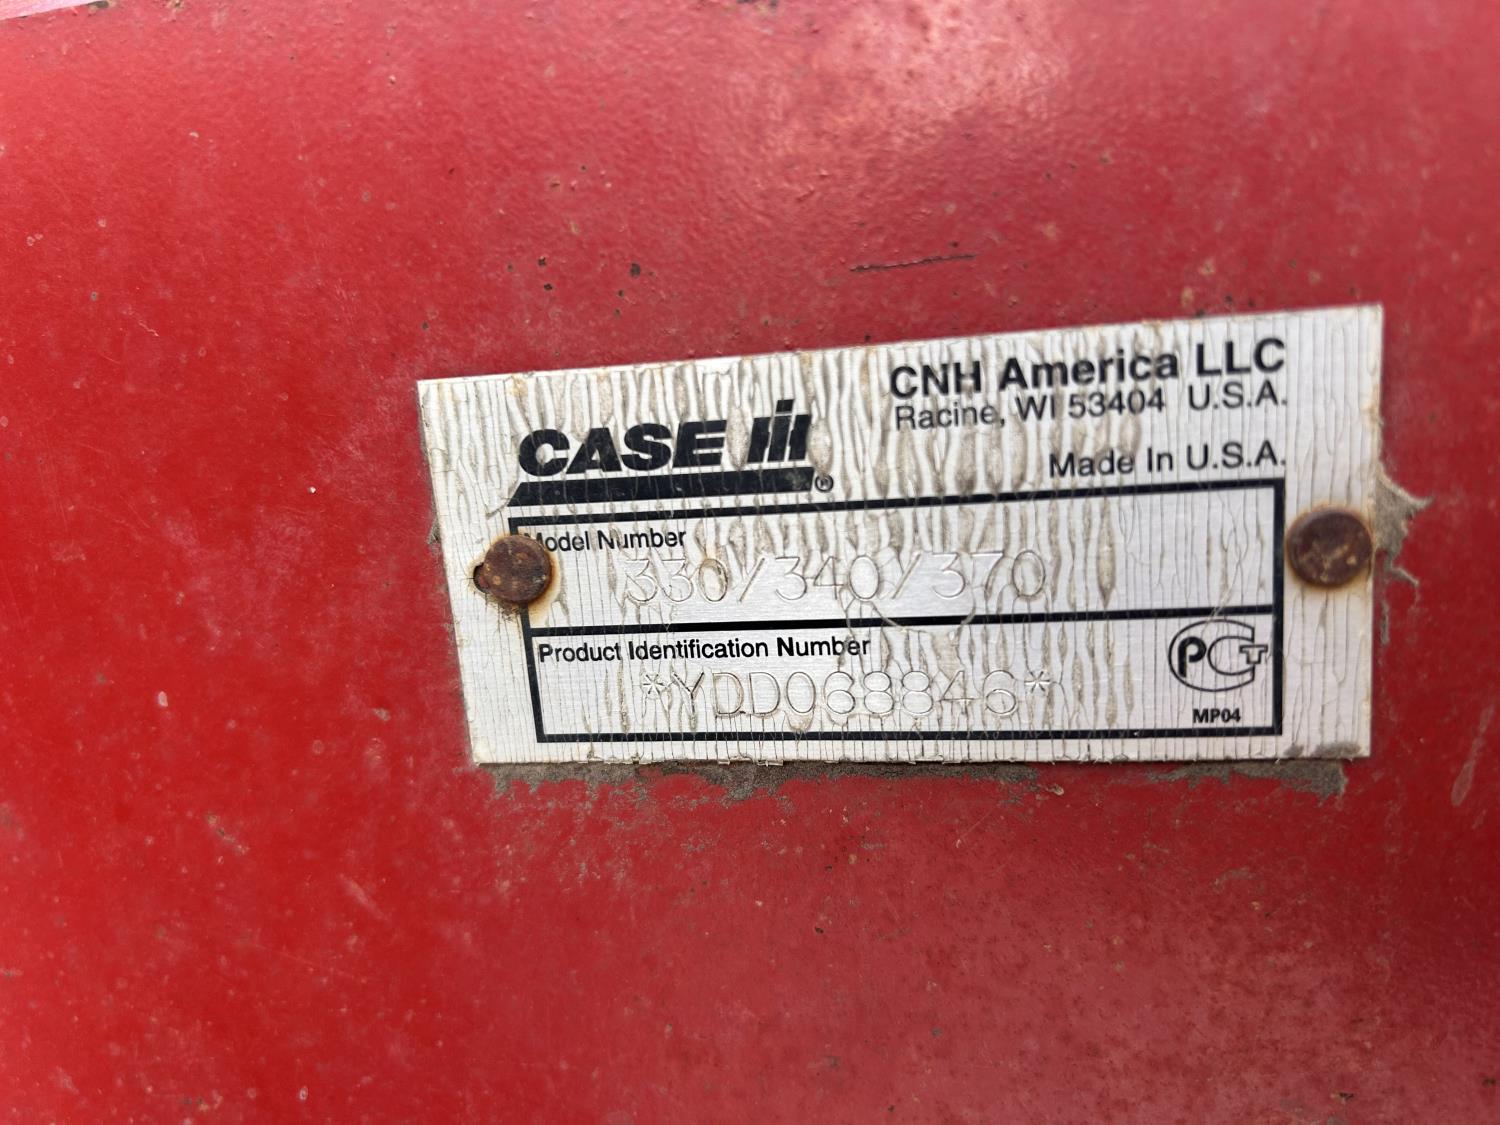 CNH America LLC
Racine, WI 53404 U.S.A.
CASE IH®
Made In U.S.A.
Model Number
330/340/370
Product Identification Number
*YDD068846*
PCT
MP04